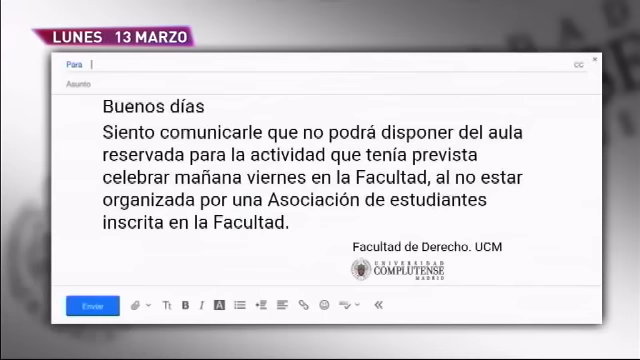 LUNES 13 MARZO
Para
CC
Asunto
Buenos días
Siento comunicarle que no podrá disponer del aula
reservada para la actividad que tenía prevista
celebrar mañana viernes en la Facultad, al no estar
organizada por una Asociación de estudiantes
inscrita en la Facultad.
Facultad de Derecho. UCM
UNIVERSIDAD
COMPLUTENSE
MADRID
Enviar
Tt B I A